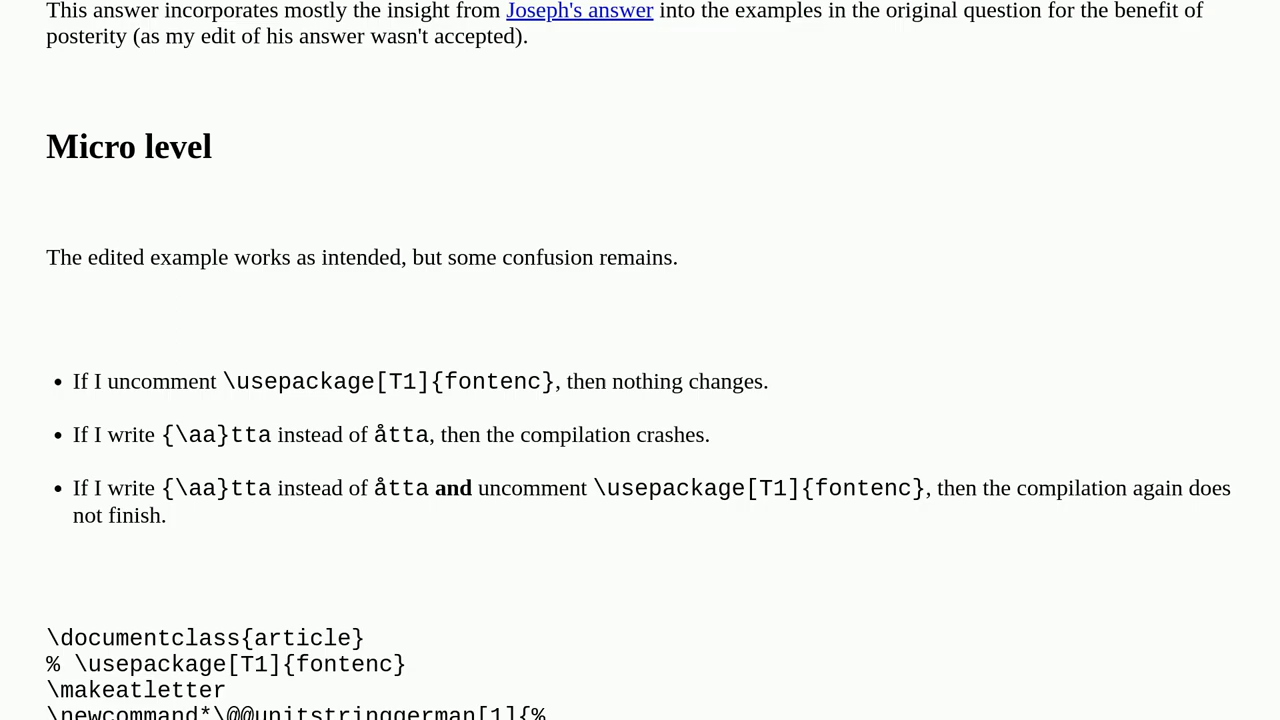 This answer incorporates mostly the insight from Joseph's answer into the examples in the original question for the benefit of
posterity (as my edit of his answer wasn't accepted).
Micro level
The edited example works as intended, but some confusion remains.
• If I uncomment \usepackage[T1]{fontenc}, then nothing changes.
• If I write {\aa}tta instead of åtta, then the compilation crashes.
• If I write {\aa}tta instead of åtta and uncomment \usepackage[T1]{fontenc}, then the compilation again does
not finish.
\documentclass{article}
% \usepackage[T1]{fontenc}
\makeatletter
\newcommand*\@@unitstringgerman[1]{%